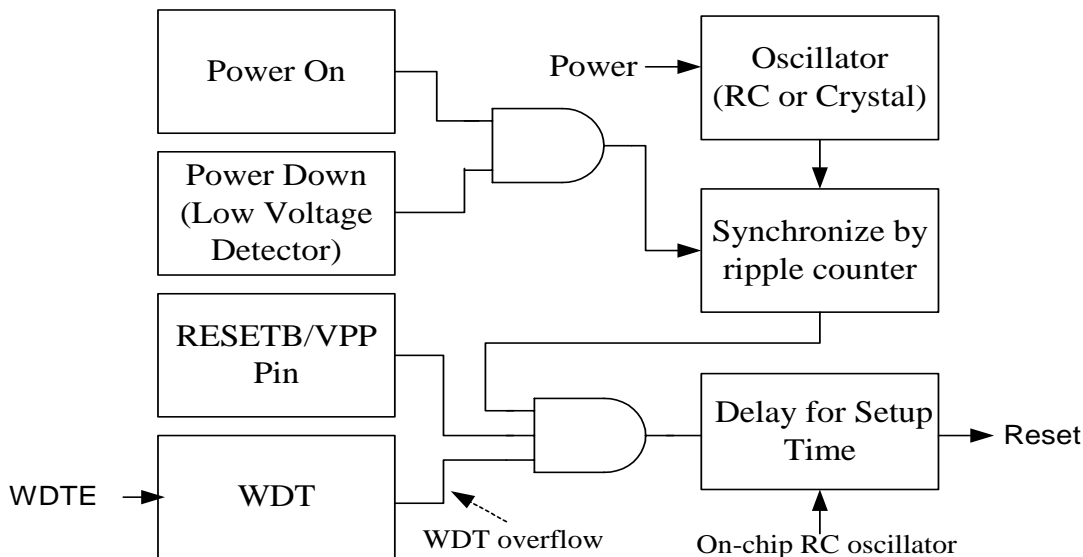 Power On
Power
Oscillator
(RC or Crystal)
Power Down
(Low Voltage
Detector)
Synchronize by
ripple counter
RESETB/VPP
Pin
Delay for Setup
Time
Reset
WDTE
WDT
WDT overflow
On-chip RC oscillator